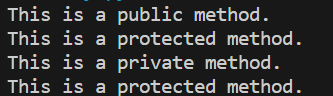 This is a public method.
This is a protected method.
This is a private method.
This is a protected method.